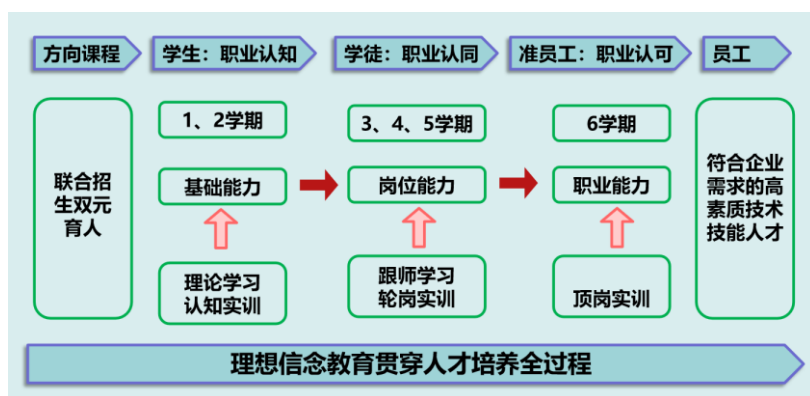 方向课程
学生：职业认知
学徒：职业认同
准员工：职业认可
员工
联合招
生双元
育人
1、2学期
基础能力
理论学习
认知实训
3、4、5学期
岗位能力
跟师学习
轮岗实训
6学期
职业能力
顶岗实训
符合企业
需求的高
素质技术
技能人才
理想信念教育贯穿人才培养全过程